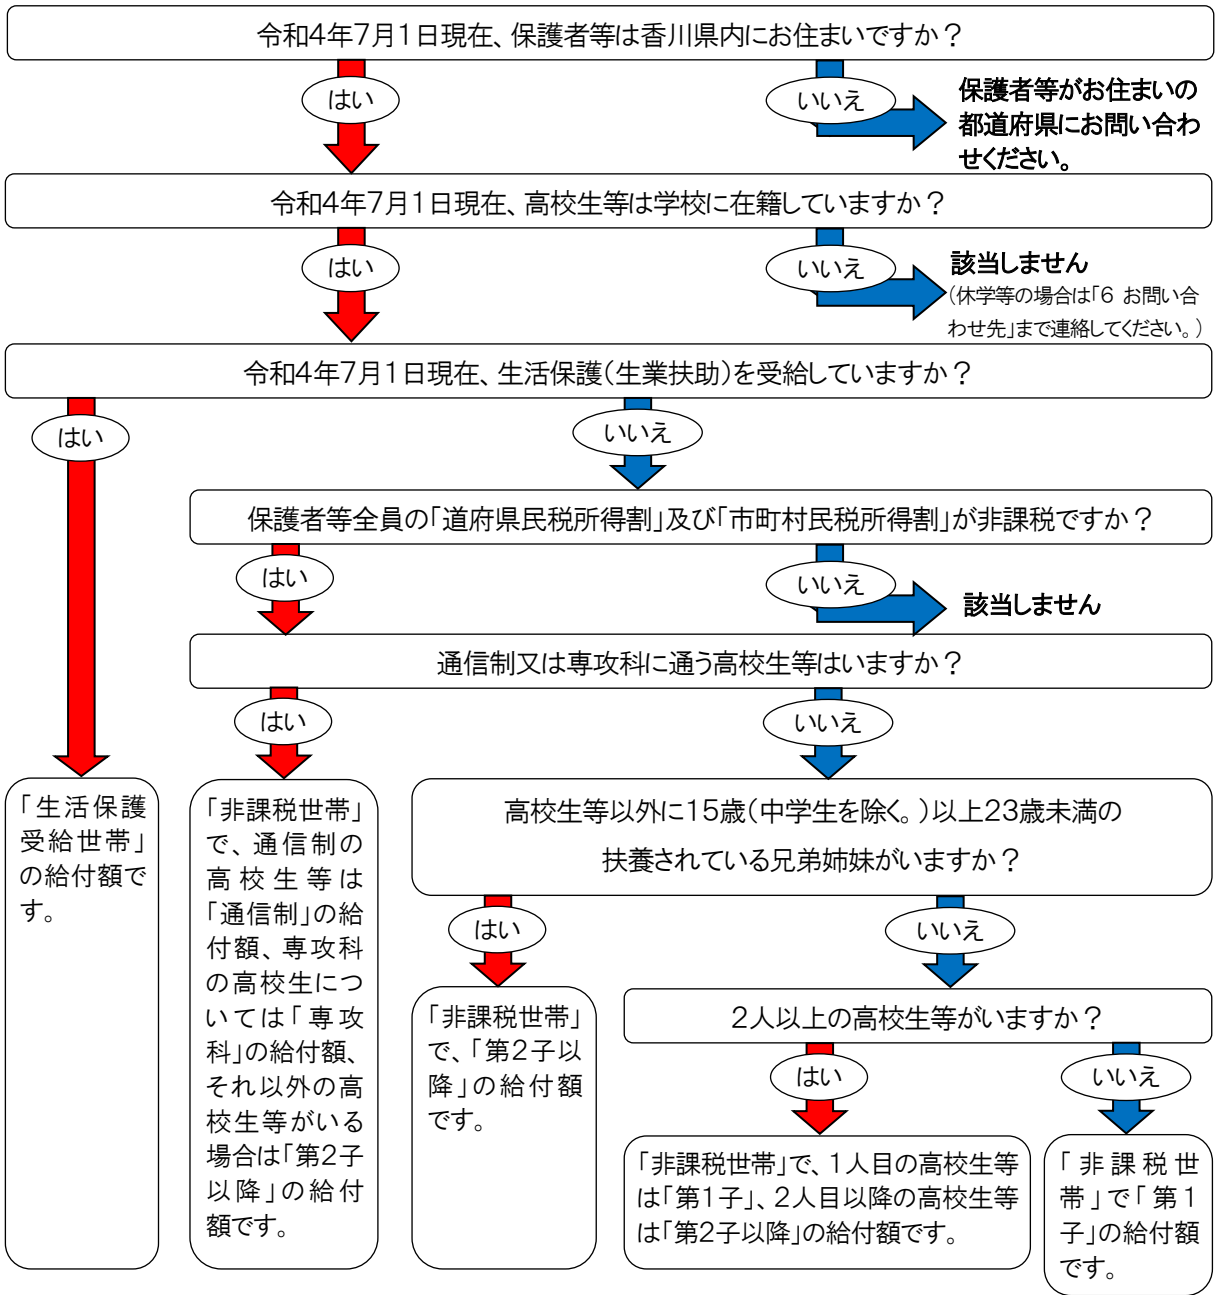 令和4年7月1日現在、保護者等は香川県内にお住まいですか？
はい
いいえ
保護者等がお住まいの
都道府県にお問い合わ
せください。
令和4年7月1日現在、高校生等は学校に在籍していますか？
はい
いいえ
該当しません
（休学等の場合は「6 お問い合
わせ先」まで連絡してください。）
令和4年7月1日現在、生活保護（生業扶助）を受給していますか？
はい
いいえ
保護者等全員の「道府県民税所得割」及び「市町村民税所得割」が非課税ですか？
はい
いいえ
該当しません
通信制又は専攻科に通う高校生等はいますか？
はい
いいえ
「生活保護
受給世帯」
の給付額で
す。
「非課税世帯」
で、通信制の
高校生等は
「通信制」の給
付額、専攻科
の高校生につ
いては「専攻
科」の給付額、
それ以外の高
校生等がいる
場合は「第2子
以降」の給付
額です。
高校生等以外に15歳（中学生を除く。）以上23歳未満の
扶養されている兄弟姉妹がいますか？
はい
いいえ
「非課税世帯」
で、「第2子以
降」の給付額
です。
2人以上の高校生等がいますか？
はい
いいえ
「非課税世帯」で、1人目の高校生等
は「第1子」、2人目以降の高校生等
は「第2子以降」の給付額です。
「非課税世
帯」で「第1
子」の給付額
です。